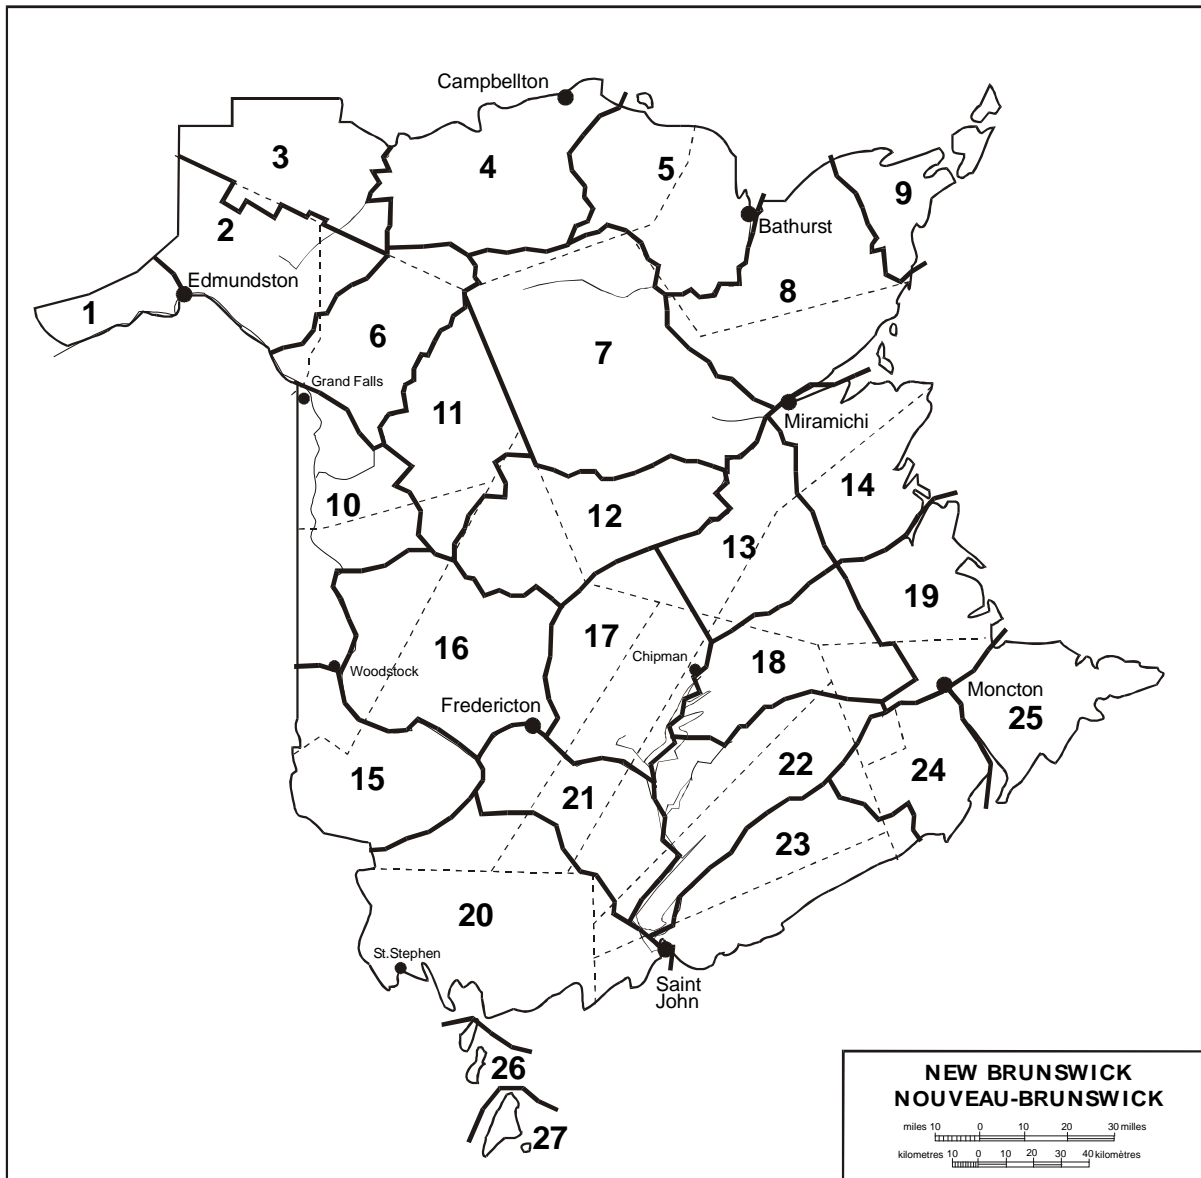 Campbellton
3
4
5
9
Bathurst
2
Edmundston
8
1
6
7
Grand Falls
11
Miramichi
10
14
12
13
19
17
16
18
Chipman
Woodstock
Moncton
Fredericton
25
22
24
15
21
23
20
St.Stephen
Saint
John
26
27
NEW BRUNSWICK
NOUVEAU-BRUNSWICK
miles 10 0 10 20 30 milles
kilometres 10 0 10 20 30 40 kilomètres